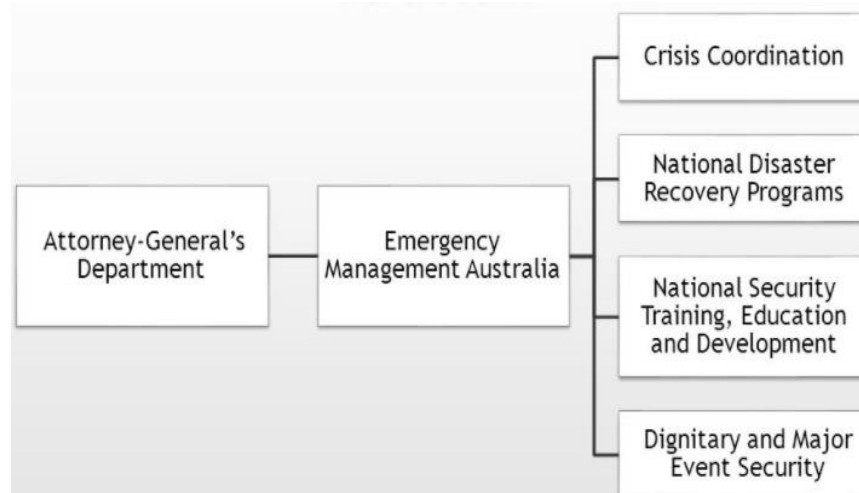 Attorney-General's
Department
Emergency
Management Australia
Crisis Coordination
National Disaster
Recovery Programs
National Security
Training, Education
and Development
Dignitary and Major
Event Security